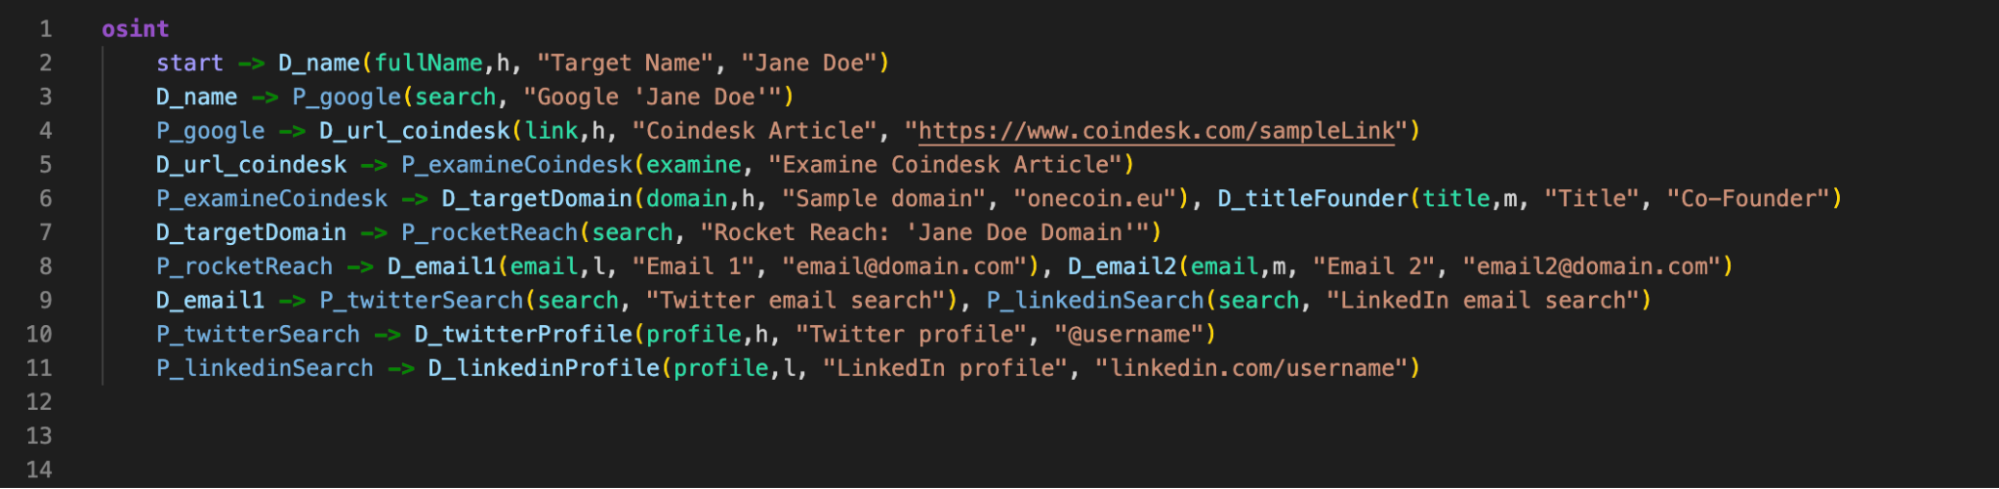 1 osint
2 start -> D_name(fullName,h, "Target Name", "Jane Doe")
3 D_name -> P_google(search, "Google 'Jane Doe'")
4 P_google -> D_url_coindesk(link,h, "Coindesk Article", "https://www.coindesk.com/sampleLink")
5 D_url_coindesk -> P_examineCoindesk(examine, "Examine Coindesk Article")
6 P_examineCoindesk -> D_targetDomain(domain,h, "Sample domain", "onecoin.eu"), D_titleFounder(title,m, "Title", "Co-Founder")
7 D_targetDomain -> P_rocketReach(search, "Rocket Reach: 'Jane Doe Domain'")
8 P_rocketReach -> D_email1(email,l, "Email 1", "email@domain.com"), D_email2(email,m, "Email 2", "email2@domain.com")
9 D_email1 -> P_twitterSearch(search, "Twitter email search"), P_linkedinSearch(search, "LinkedIn email search")
10 P_twitterSearch -> D_twitterProfile(profile,h, "Twitter profile", "@username")
11 P_linkedinSearch -> D_linkedinProfile(profile,l, "LinkedIn profile", "linkedin.com/username")
12
13
14